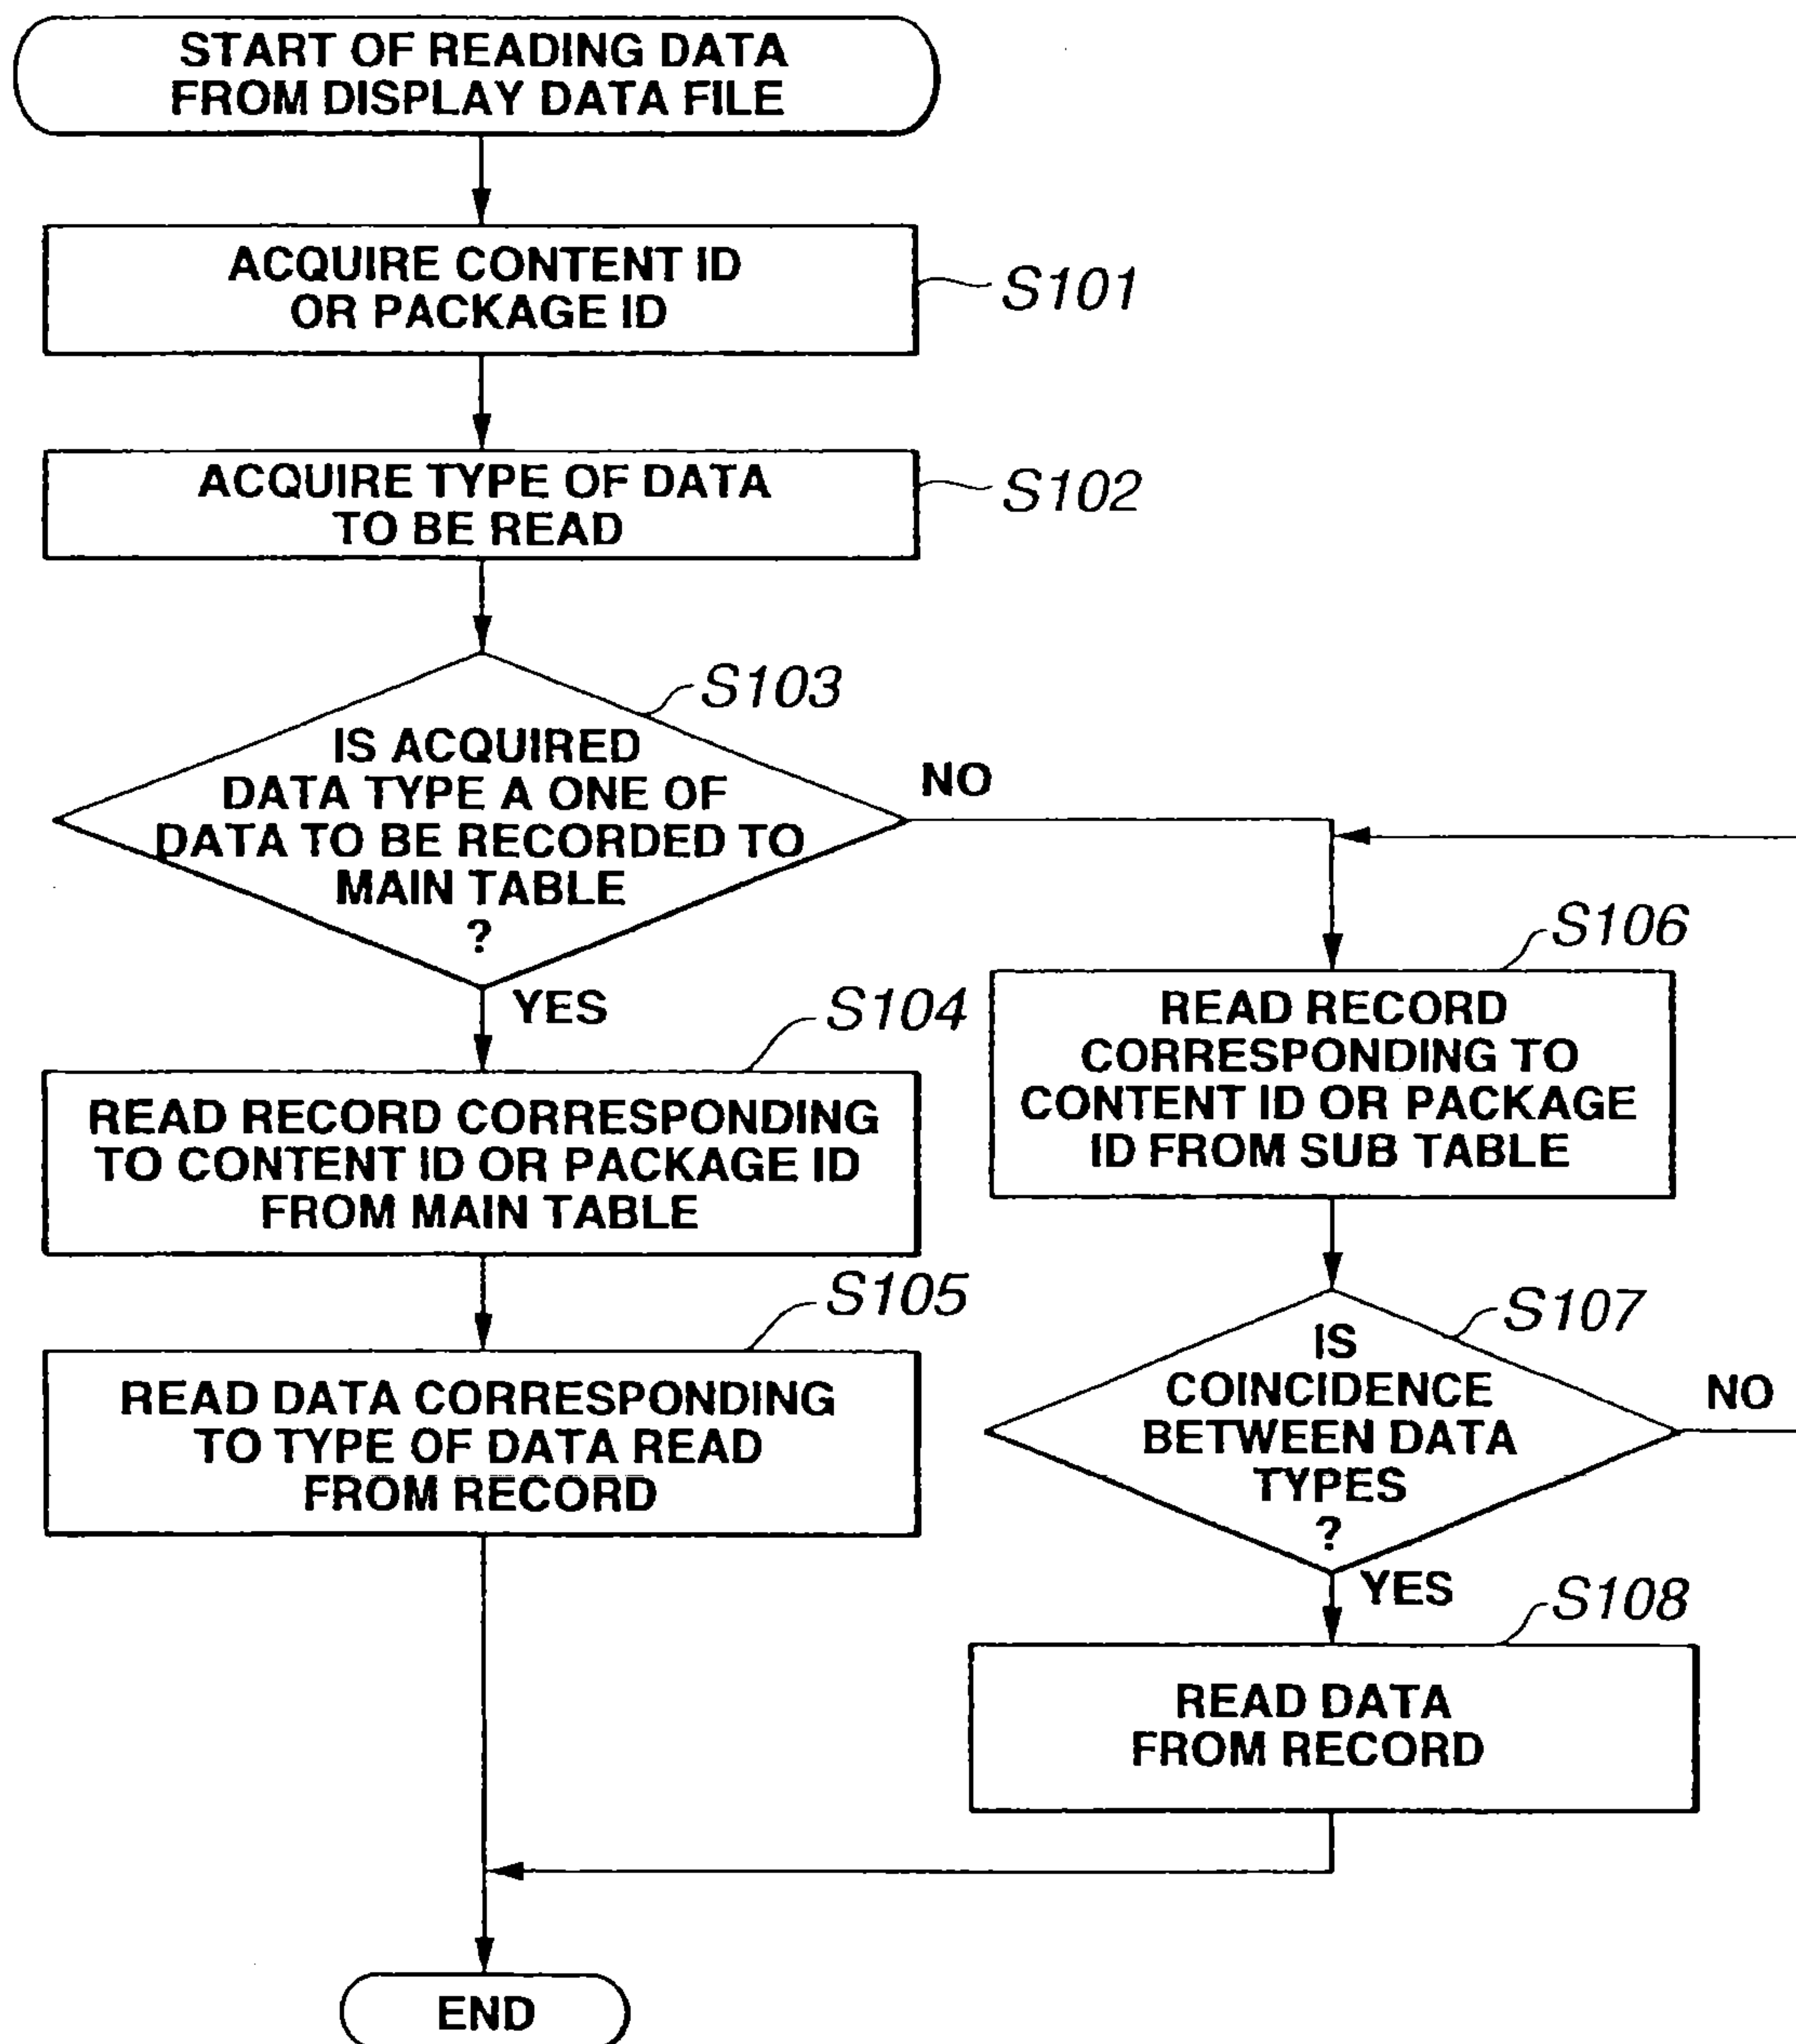 START OF READING DATA
FROM DISPLAY DATA FILE
ACQUIRE CONTENT ID
OR PACKAGE ID
S101
ACQUIRE TYPE OF DATA
TO BE READ
S102
S103
IS ACQUIRED
DATA TYPE A ONE OF
DATA TO BE RECORDED TO
MAIN TABLE
?
NO
YES
S104
READ RECORD CORRESPONDING
TO CONTENT ID OR PACKAGE ID
FROM MAIN TABLE
S105
READ DATA CORRESPONDING
TO TYPE OF DATA READ
FROM RECORD
S106
READ RECORD
CORRESPONDING TO
CONTENT ID OR PACKAGE
ID FROM SUB TABLE
S107
IS
COINCIDENCE
BETWEEN DATA
TYPES
?
NO
YES
S108
READ DATA
FROM RECORD
END